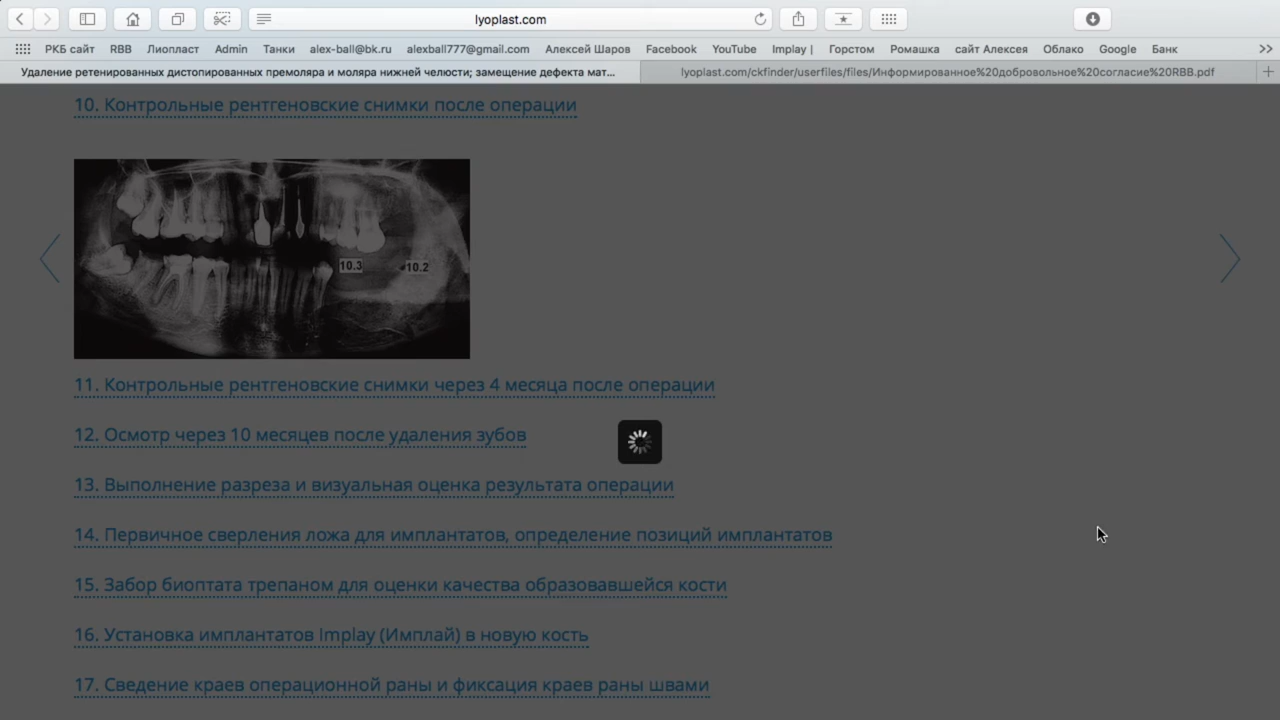 lyoplast.com
РКБ сайт RBB Лиопласт Admin Танки alex-ball@bk.ru alexball777@gmail.com Алексей Шаров Facebook YouTube Implay | Горстом Ромашка сайт Алексея Облако Google Банк
Удаление ретенированных дистопированных премоляра и моляра нижней челюсти; замещение дефекта мат... lyoplast.com/ckfinder/userfiles/files/Информированное%20добровольное%20согласие%20RBB.pdf
10. Контрольные рентгеновские снимки после операции
10.3 10.2
11. Контрольные рентгеновские снимки через 4 месяца после операции
12. Осмотр через 10 месяцев после удаления зубов
13. Выполнение разреза и визуальная оценка результата операции
14. Первичное сверления ложа для имплантатов, определение позиций имплантатов
15. Забор биоптата трепаном для оценки качества образовавшейся кости
16. Установка имплантатов Implay (Имплай) в новую кость
17. Сведение краев операционной раны и фиксация краев раны швами